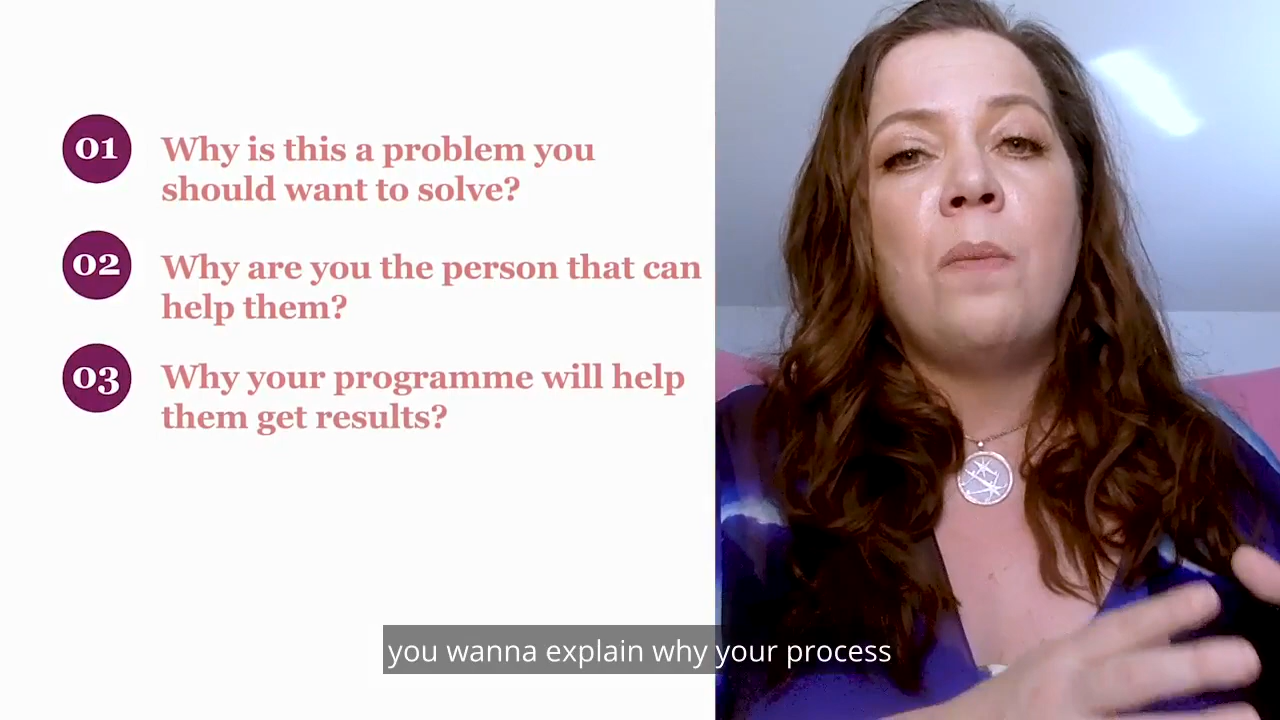 01
Why is this a problem you
should want to solve?
02
Why are you the person that can
help them?
03
Why your programme will help
them get results?
you wanna explain why your process